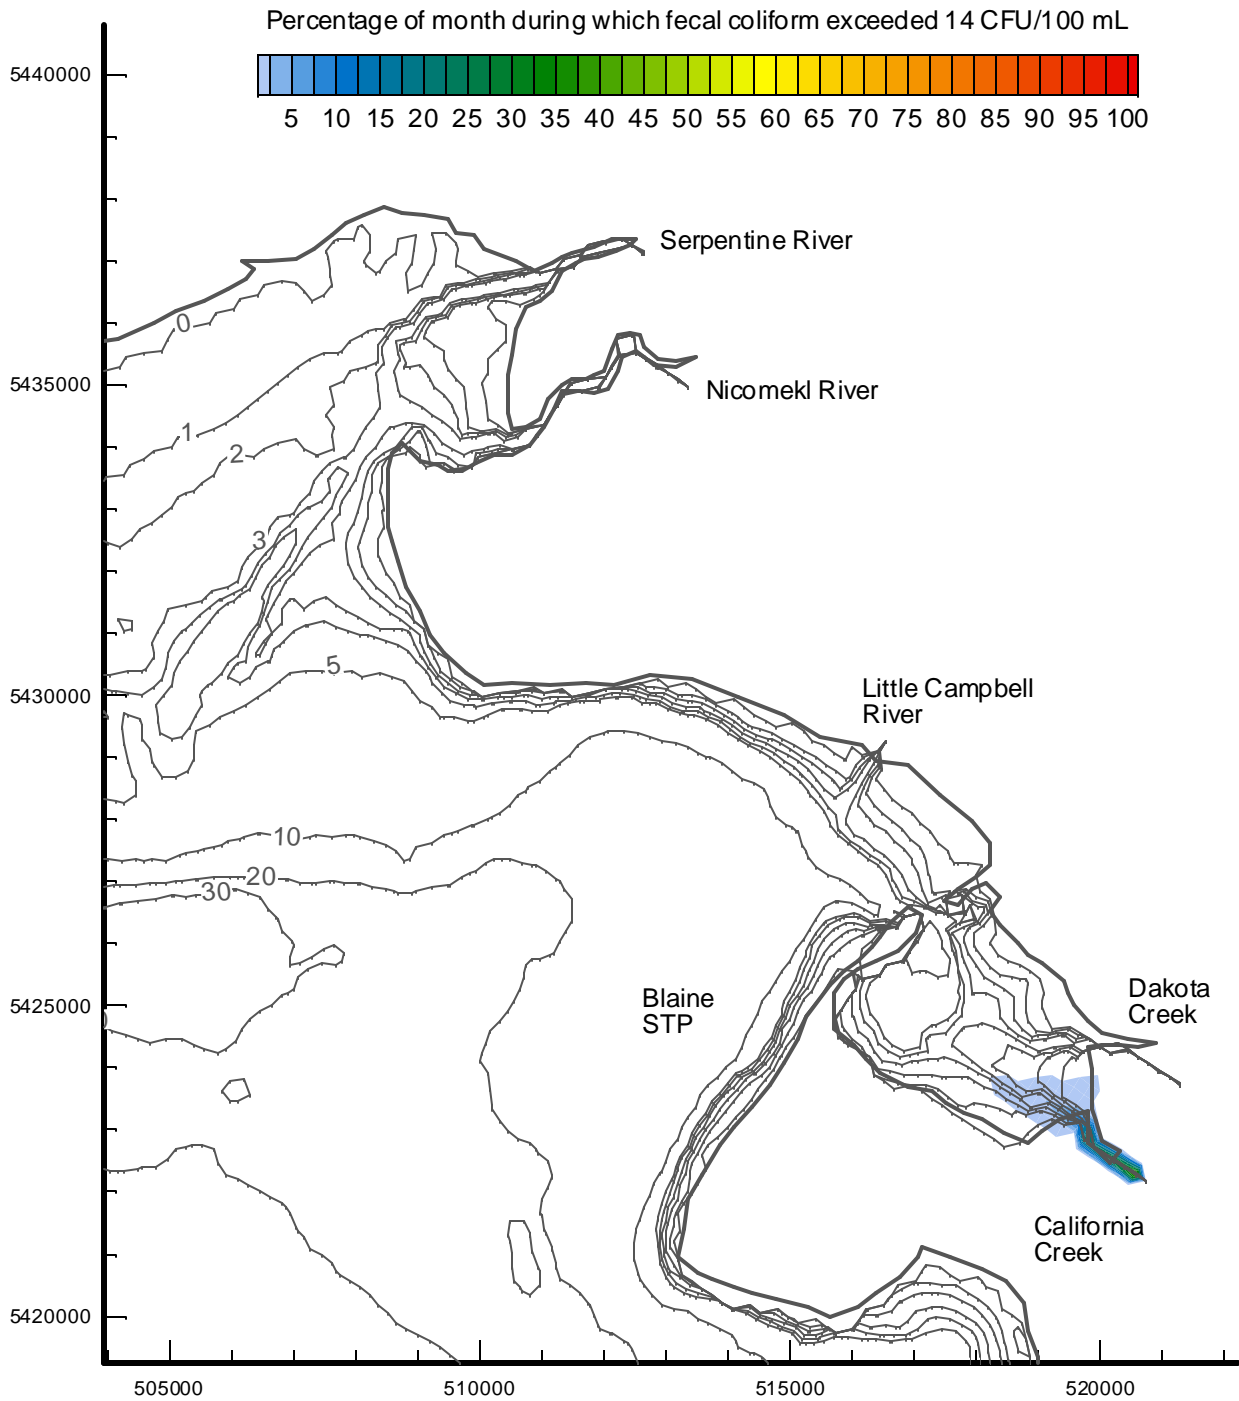 Percentage of month during which fecal coliform exceeded 14 CFU/100 mL
5 10 15 20 25 30 35 40 45 50 55 60 65 70 75 80 85 90 95 100
5440000
Serpentine River
0
5435000
Nicomekl River
1
2
3
5
5430000
Little Campbell
River
10
20
30
5425000
Blaine
STP
Dakota
Creek
California
Creek
5420000
505000 510000 515000 520000